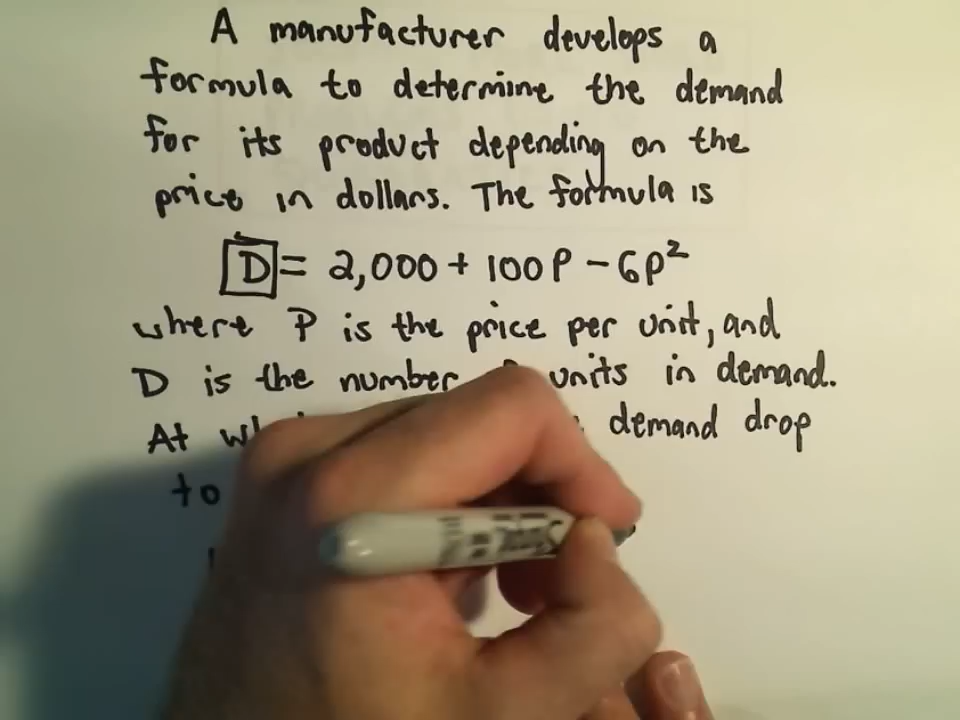 A manufacturer develops a
formula to determine the demand
for its product depending on the
price in dollars. The formula is
D = 2,000 + 100P - 6P²
where P is the price per unit, and
D is the number units in demand.
At demand drop
to